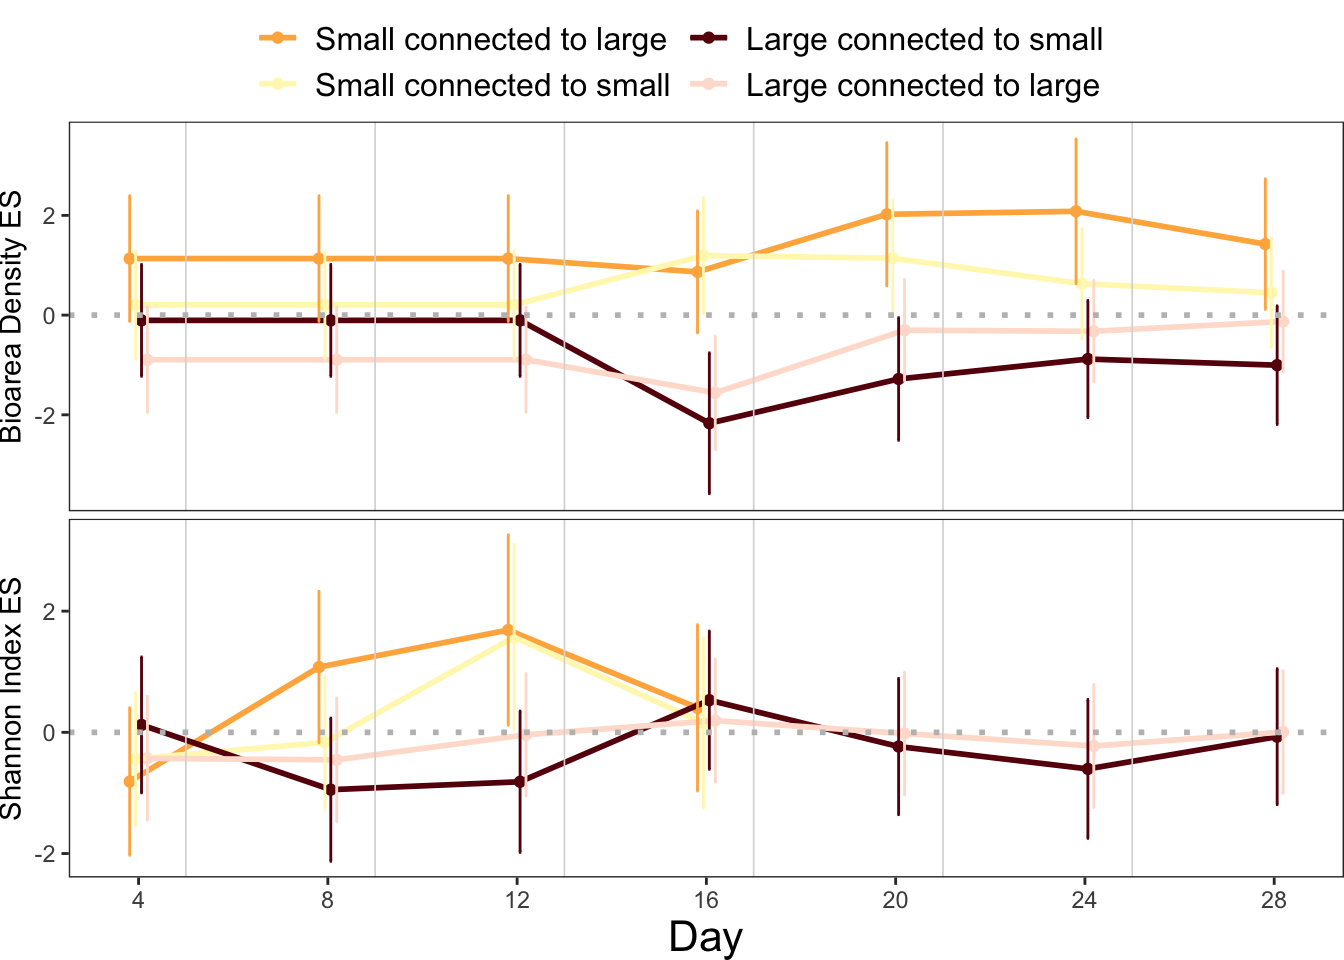 Small connected to large
Large connected to small
Small connected to small
Large connected to large
Bioarea Density ES
2
0
-2
Shannon Index ES
2
0
-2
4 8 12 16 20 24 28
Day